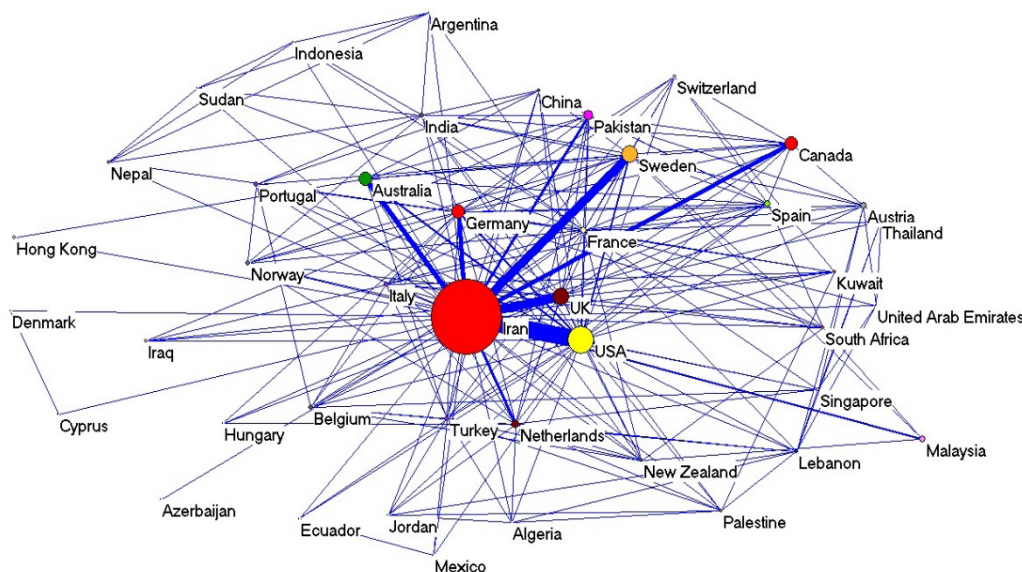 Argentina
Indonesia
Switzerland
Sudan
China
India
Pakistan
Canada
Nepal
Sweden
Portugal
Australia
Spain
Austria
Germany
Thailand
France
Hong Kong
Norway
Italy
Kuwait
UK
United Arab Emirates
Denmark
Iran
South Africa
Iraq
USA
Singapore
Cyprus
Hungary
Belgium
Turkey
Netherlands
Malaysia
Lebanon
New Zealand
Azerbaijan
Ecuador
Jordan
Algeria
Palestine
Mexico